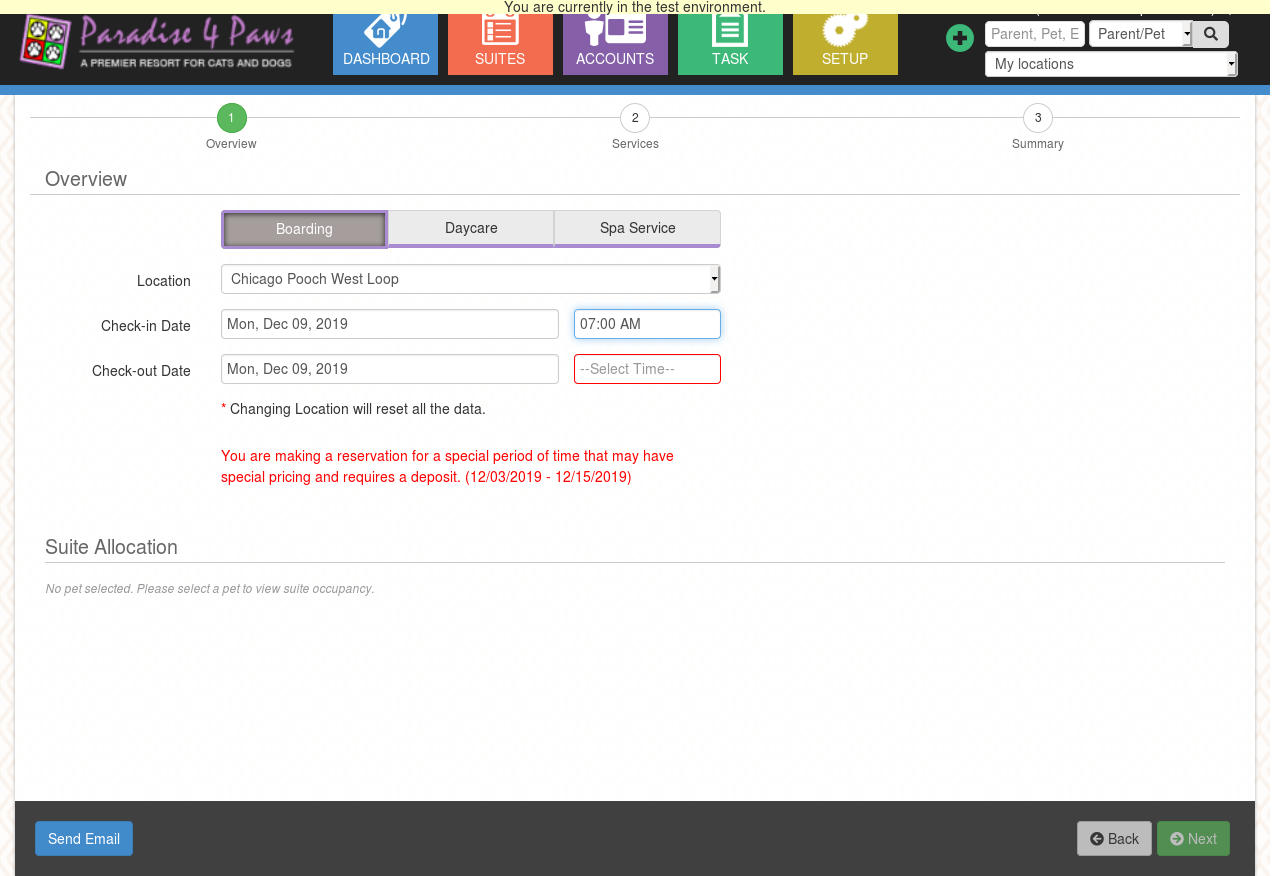 You are currently in the test environment.
Paradise 4 Paws
A PREMIER RESORT FOR CATS AND DOGS
DASHBOARD
SUITES
ACCOUNTS
TASK
SETUP
Parent, Pet, E
Parent/Pet
My locations
1
2
3
Overview
Services
Summary
Overview
Boarding
Daycare
Spa Service
Location
Chicago Pooch West Loop
Check-in Date
Mon, Dec 09, 2019
07:00 AM
Check-out Date
Mon, Dec 09, 2019
--Select Time--
* Changing Location will reset all the data.
You are making a reservation for a special period of time that may have
special pricing and requires a deposit. (12/03/2019 - 12/15/2019)
Suite Allocation
No pet selected. Please select a pet to view suite occupancy.
Send Email
Back
Next